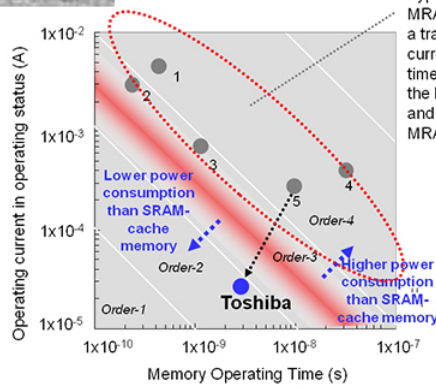 MRA
a tra
curre
time
the
and
MRA
Operating current in operating status (A)
1x10-2
1x10-3
1x10-4
1x10-5
1
2
3
4
5
Lower power
consumption
than SRAM-
cache
memory
Order-4
Order-3
Order-2
Order-1
Higher power
consumption
than SRAM-
cache memory
Toshiba
1x10-10
1x10-9
1x10-8
1x10-7
Memory Operating Time (s)